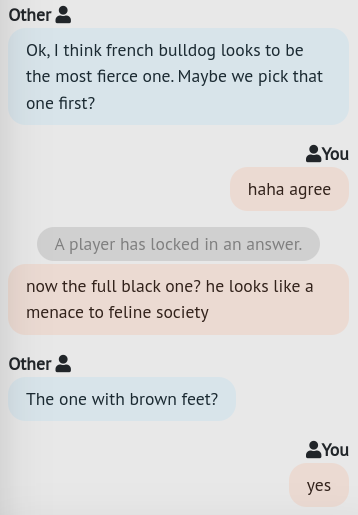 Other
Ok, I think french bulldog looks to be
the most fierce one. Maybe we pick that
one first?
You
haha agree
A player has locked in an answer.
now the full black one? he looks like a
menace to feline society
Other
The one with brown feet?
You
yes